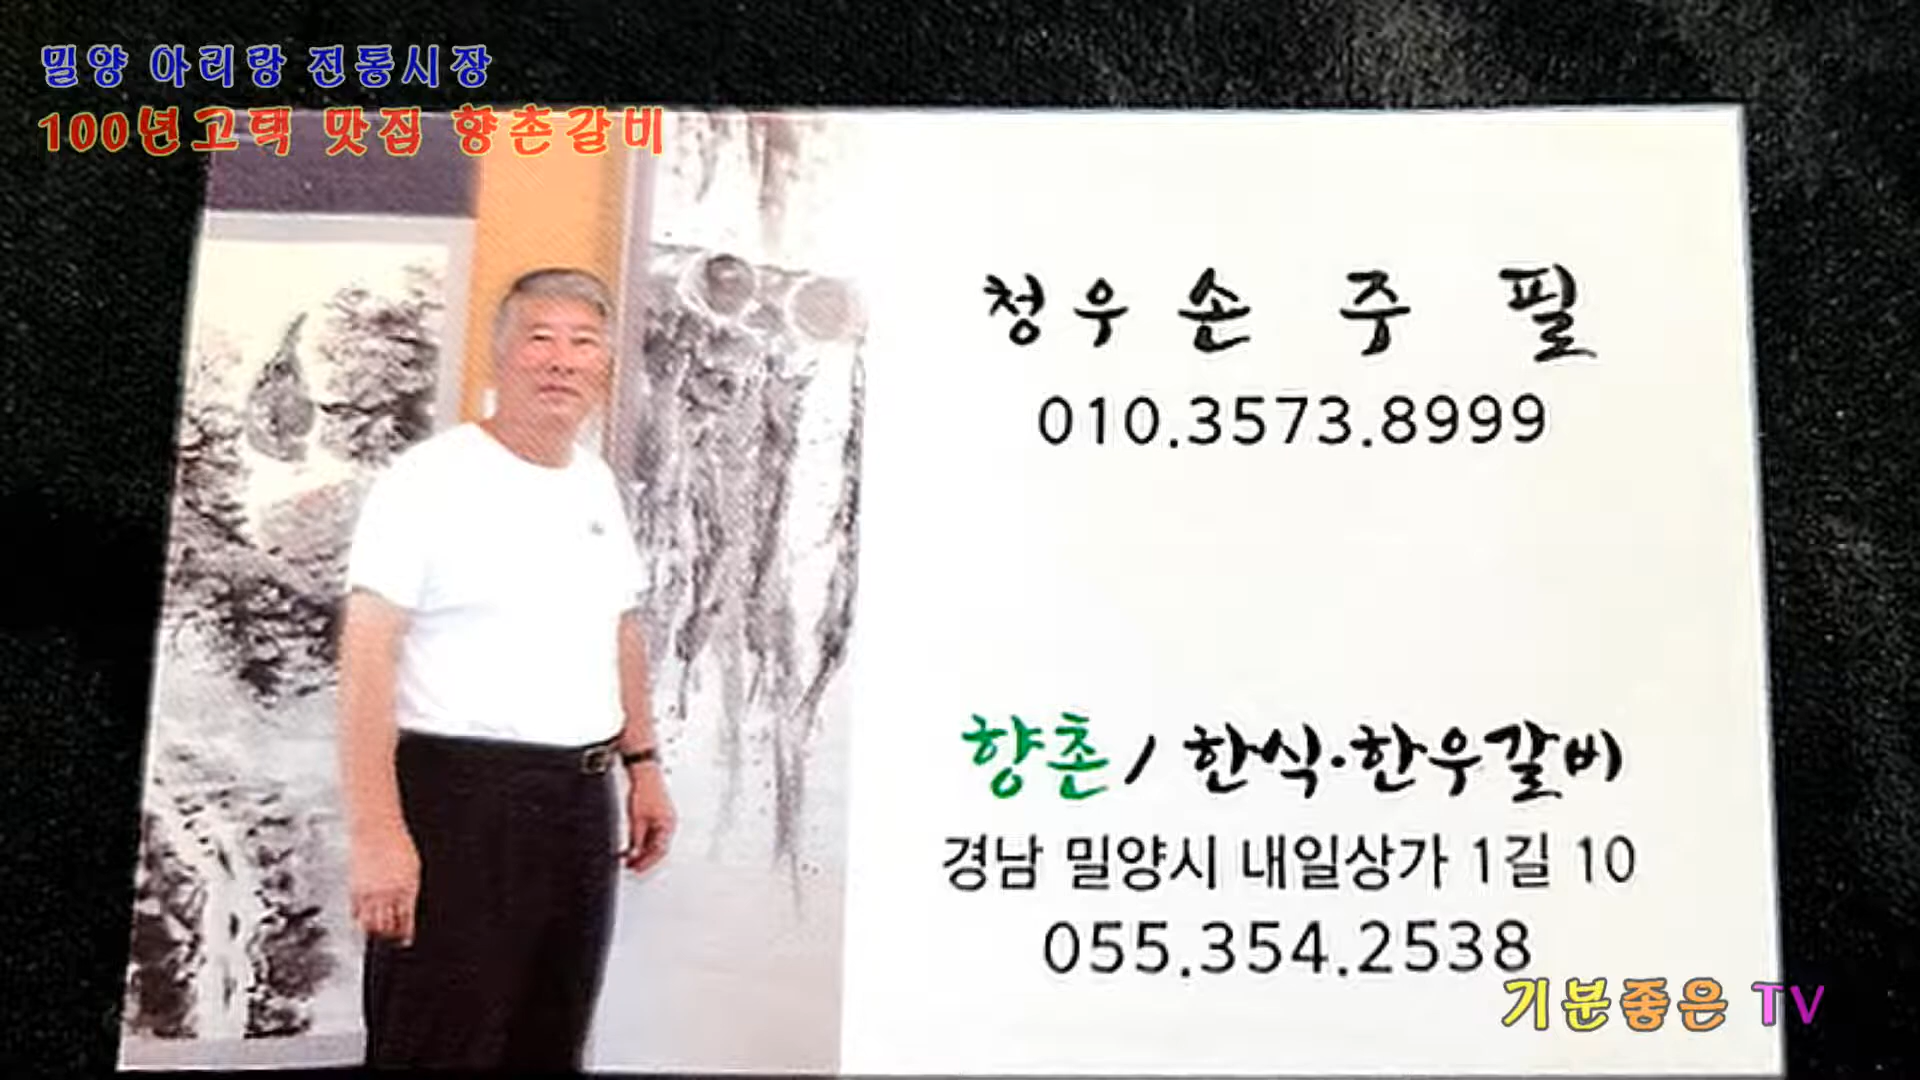 밀양 아리랑 전통시장
100년고택 맛집 향촌갈비
청우 손 주 필
010.3573.8999
향촌/한식·한우갈비
경남 밀양시 내일상가 1길 10
055.354.2538
기분좋은 TV